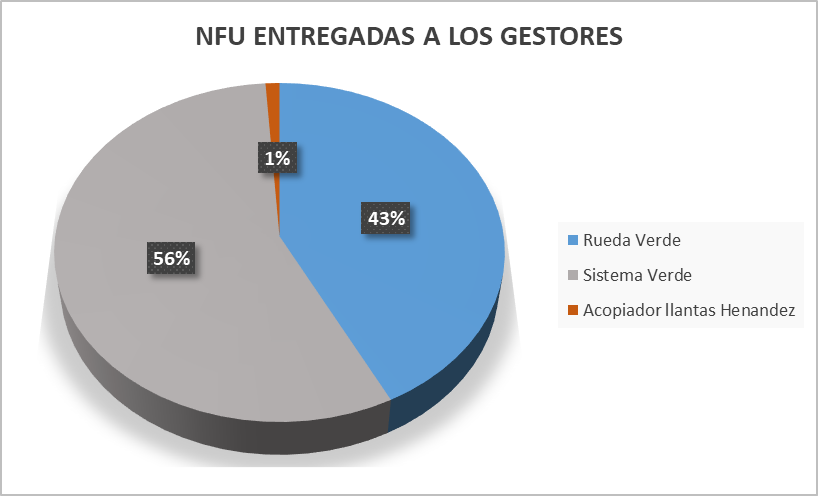 NFU ENTREGADAS A LOS GESTORES
1%
43%
56%
Rueda Verde
Sistema Verde
Acopiador llantas Henandez